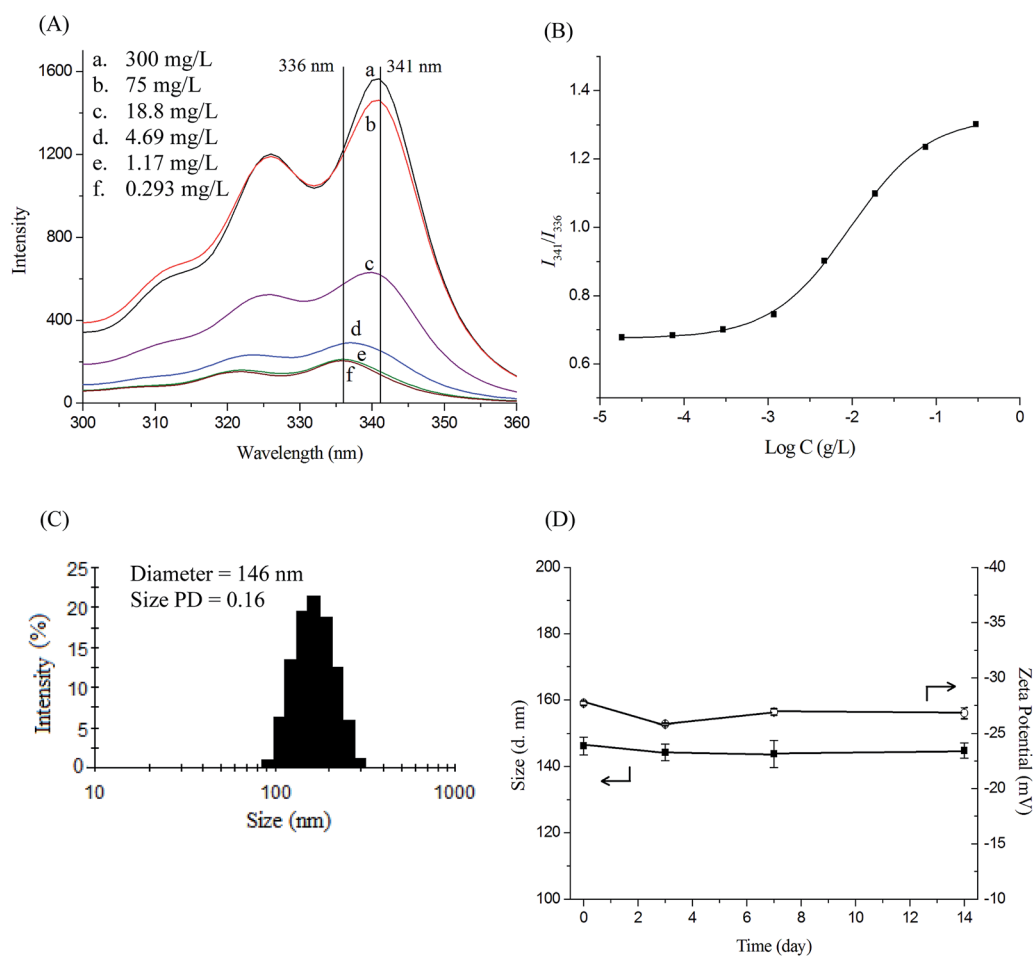 (A)
a. 300 mg/L
b. 75 mg/L
c. 18.8 mg/L
d. 4.69 mg/L
e. 1.17 mg/L
f. 0.293 mg/L
336 nm
341 nm
a
b
c
d
e
f
Intensity
1600
1200
800
400
0
300 310 320 330 340 350 360
Wavelength (nm)
(B)
I341/I336
1.4
1.2
1.0
0.8
0.6
-5 -4 -3 -2 -1 0
Log C (g/L)
(C)
Diameter = 146 nm
Size PD = 0.16
Intensity (%)
25
20
15
10
5
0
10 100 1000
Size (nm)
(D)
Size (d. nm)
200
180
160
140
120
100
0 2 4 6 8 10 12 14
Time (day)
-40
-35
-30
-25
-20
-15
-10
Zeta Potential (mV)